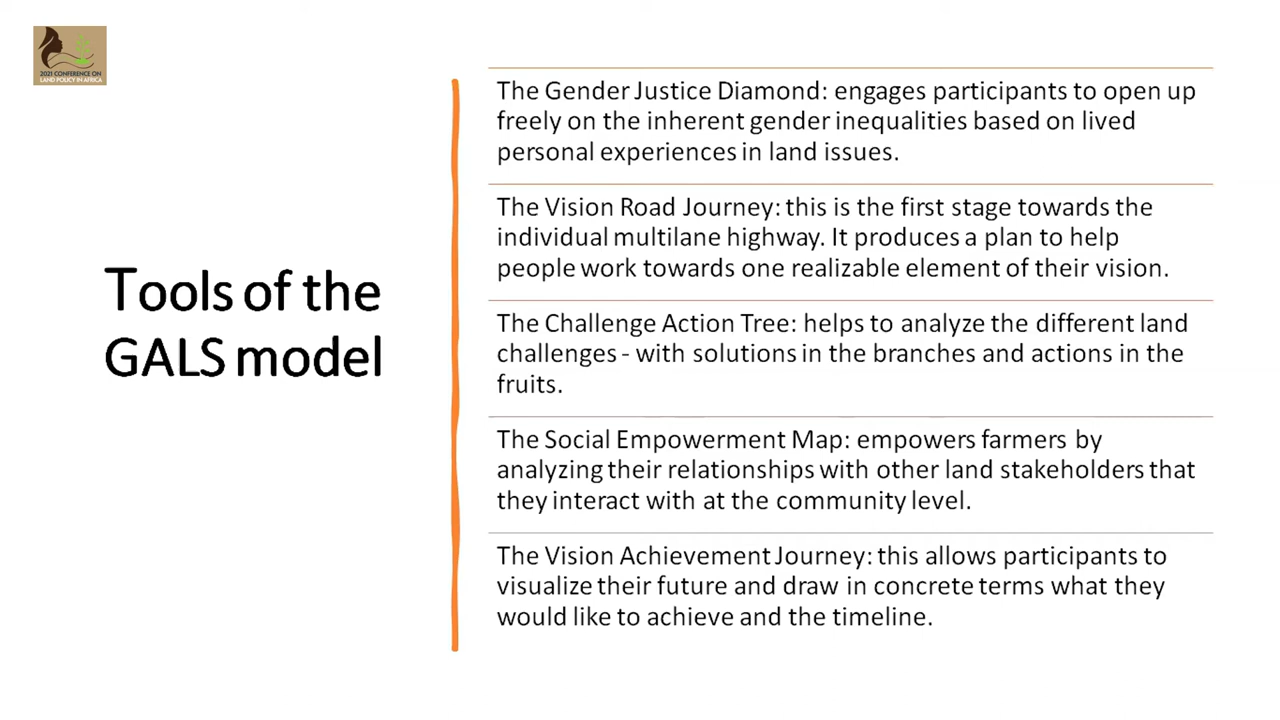 2021 CONFERENCE ON
LAND POLICY IN AFRICA
Tools of the
GALS model
The Gender Justice Diamond: engages participants to open up
freely on the inherent gender inequalities based on lived
personal experiences in land issues.
The Vision Road Journey: this is the first stage towards the
individual multilane highway. It produces a plan to help
people work towards one realizable element of their vision.
The Challenge Action Tree: helps to analyze the different land
challenges - with solutions in the branches and actions in the
fruits.
The Social Empowerment Map: empowers farmers by
analyzing their relationships with other land stakeholders that
they interact with at the community level.
The Vision Achievement Journey: this allows participants to
visualize their future and draw in concrete terms what they
would like to achieve and the timeline.